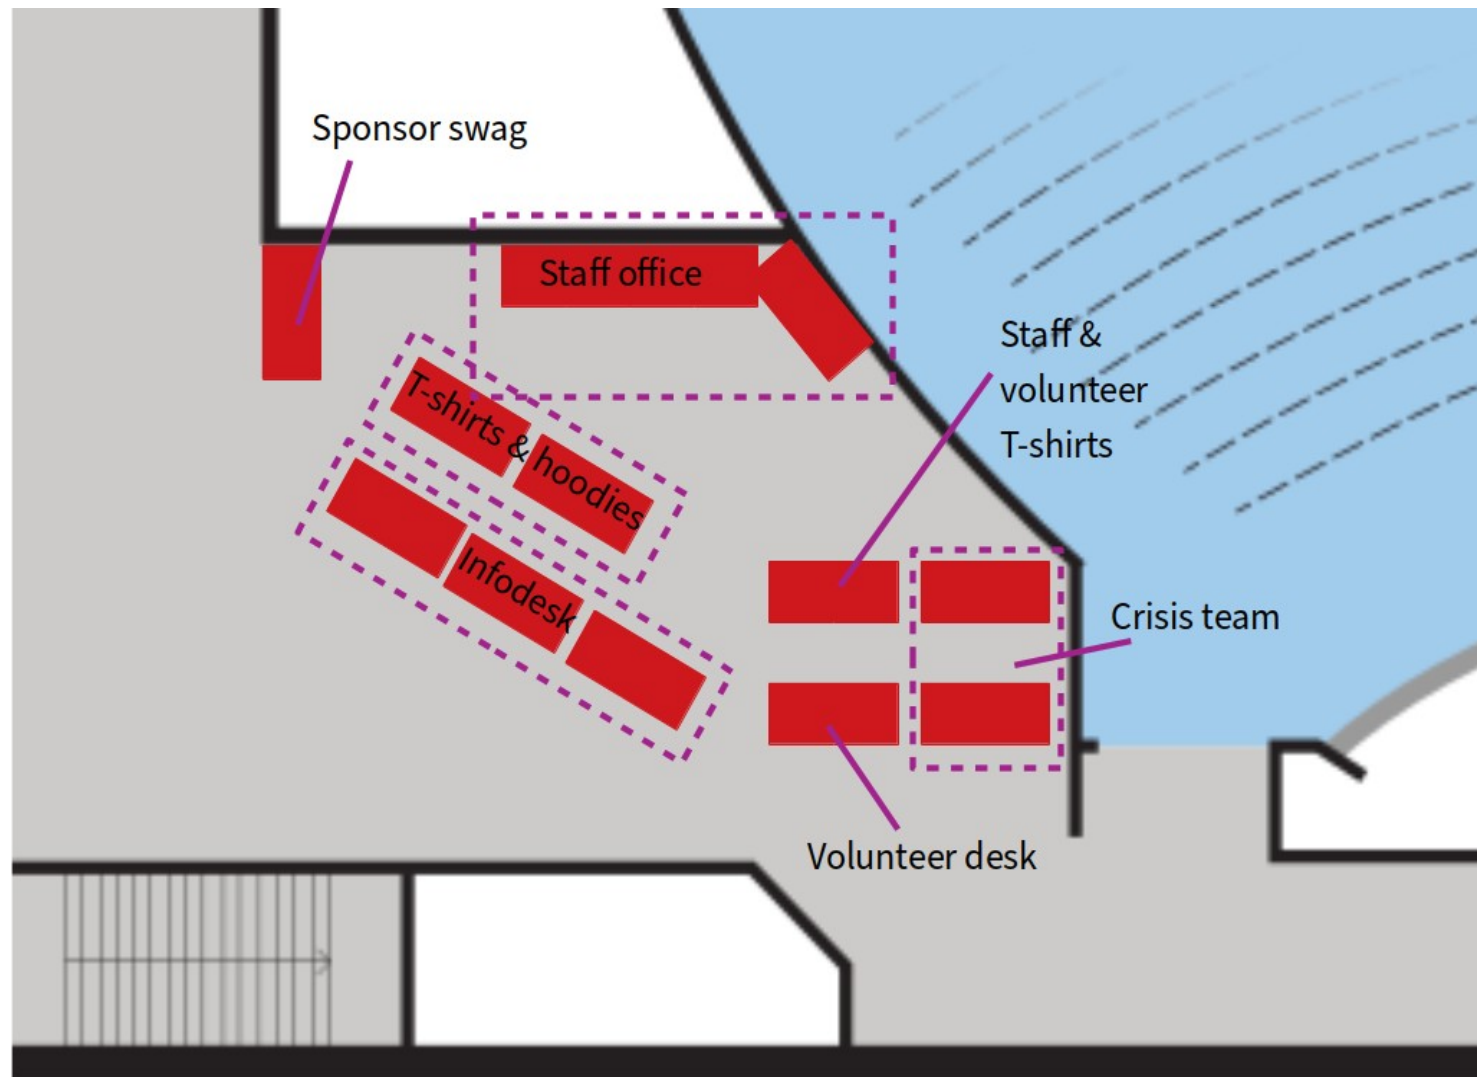 Sponsor swag
Staff office
Staff &
volunteer
T-shirts
T-shirts & hoodies
Infodesk
Crisis team
Volunteer desk